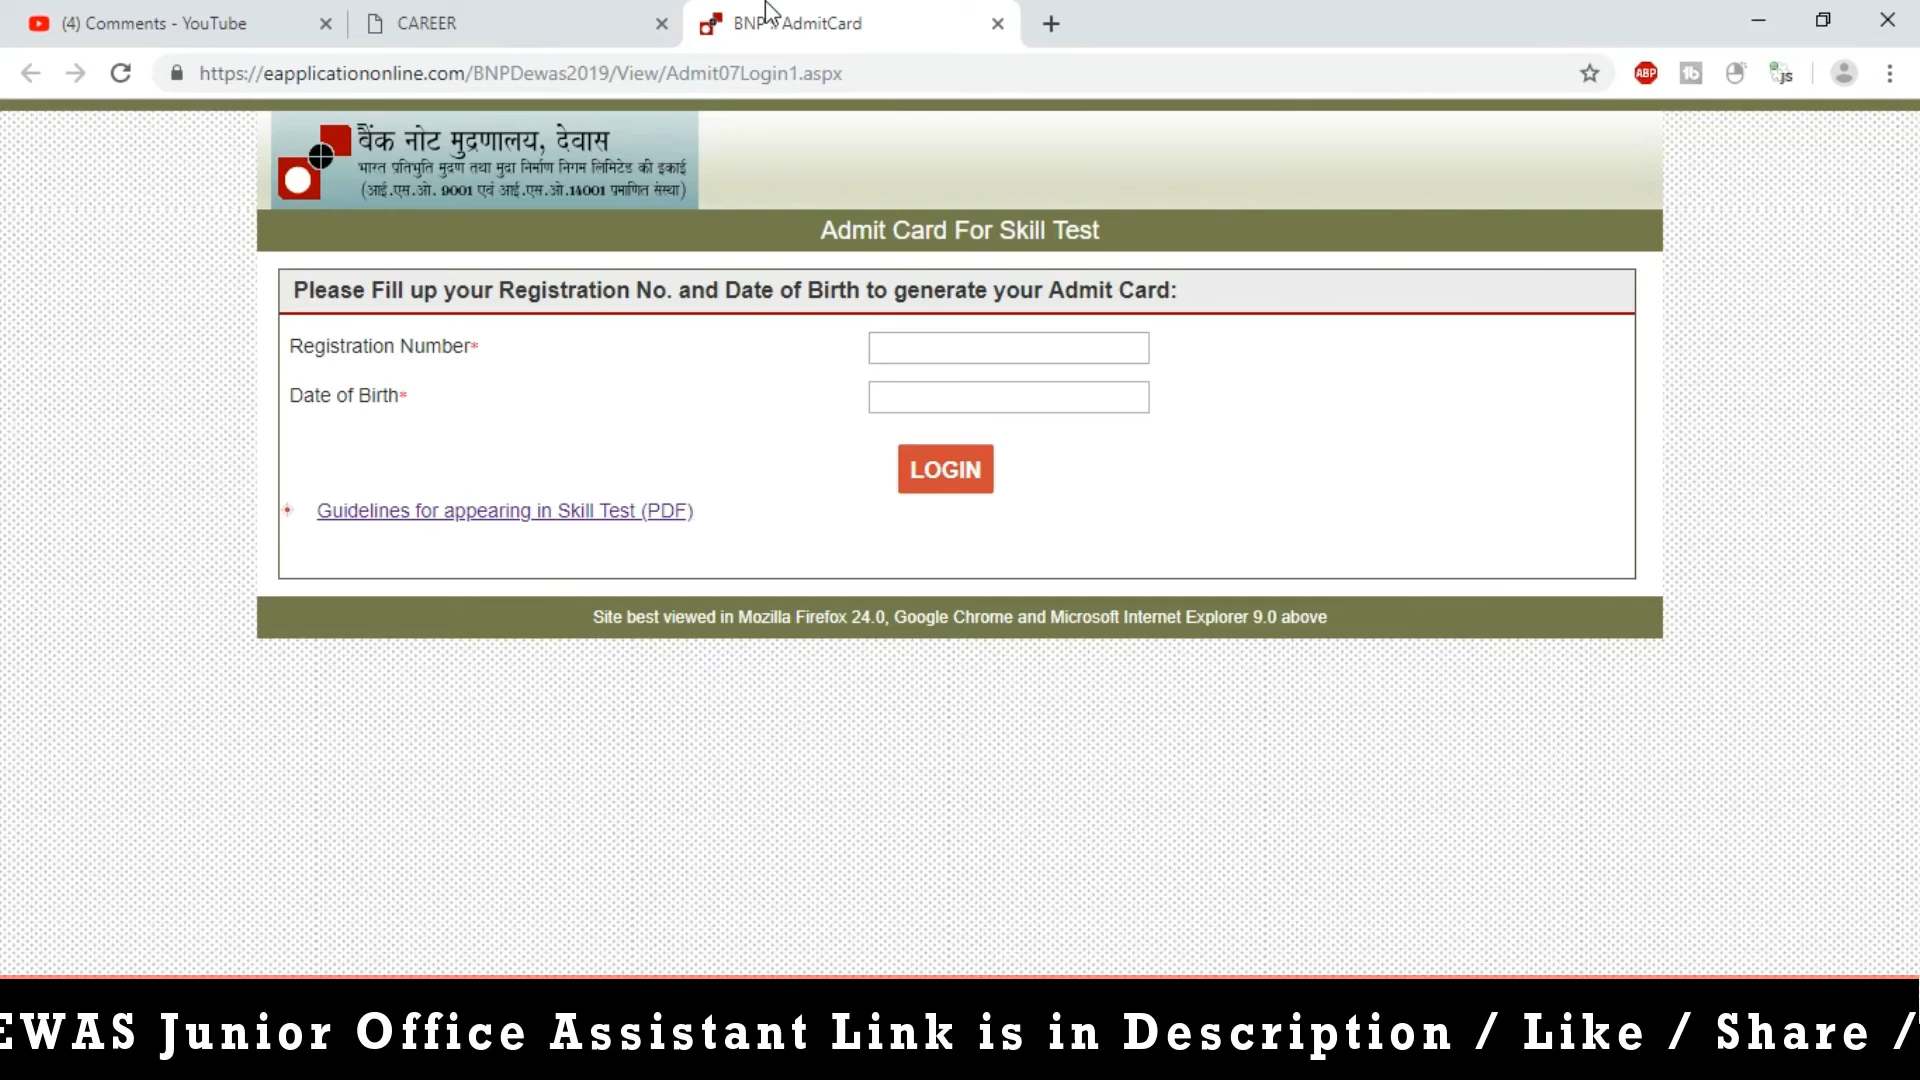 (4) Comments - YouTube
CAREER
BNP AdmitCard
https://eapplicationonline.com/BNPDewas2019/View/Admit07Login1.aspx
ABP
JS
बैंक नोट मुद्रणालय, देवास
भारत प्रतिभुति मुद्रण तथा मुद्रा निर्माण निगम लिमिटेड की इकाई
(आई.एस.ओ. 9001 एवं आई.एस.ओ.14001 प्रमाणित संस्था)
Admit Card For Skill Test
Please Fill up your Registration No. and Date of Birth to generate your Admit Card:
Registration Number*
Date of Birth*
LOGIN
Guidelines for appearing in Skill Test (PDF)
Site best viewed in Mozilla Firefox 24.0, Google Chrome and Microsoft Internet Explorer 9.0 above
EWAS Junior Office Assistant Link is in Description / Like / Share /